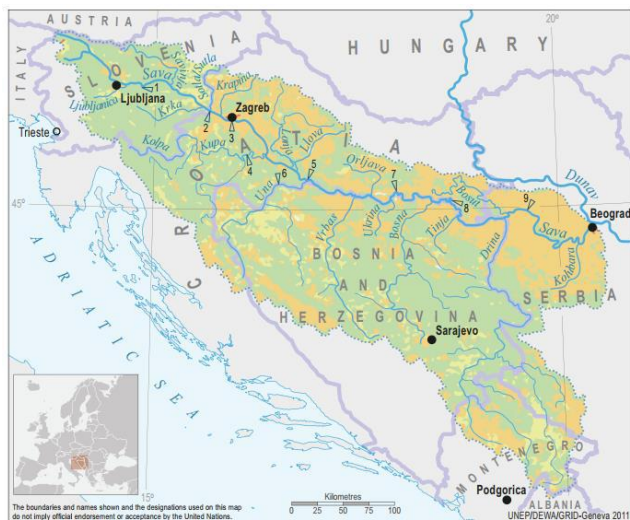 AUSTRIA
20°
HUNGARY
ITALY
SLOVENIA
Sava
Savinja
Sutla
Krapina
Ljubljana
1
Ljubljanica
Krka
Zagreb
2
3
Trieste
Kolpa
Kupa
4
Lonja
Ilova
CROATIA
Orljava
Una
6
5
7
Bosut
8
9
Dunav
45°
Beograd
Sava
Vrbas
Ukrina
Bosna
Tinja
Drina
Kolubara
BOSNIA
AND
HERZEGOVINA
SERBIA
ADRIATIC SEA
Sarajevo
MONTENEGRO
Podgorica
ALBANIA
15°
Kilometres
0 25 50 75 100
The boundaries and names shown and the designations used on this map
do not imply official endorsement or acceptance by the United Nations.
UNEP/DEWA/GRID-Geneva 2011